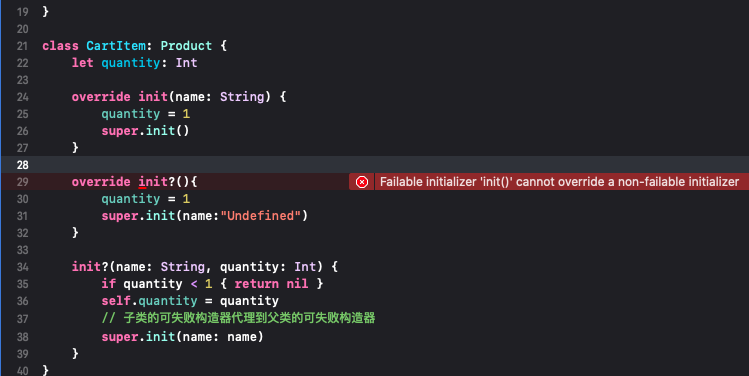 19 }
20
21 class CartItem: Product {
22     let quantity: Int
23
24     override init(name: String) {
25         quantity = 1
26         super.init()
27     }
28
29     override init?(){ Failable initializer 'init()' cannot override a non-failable initializer
30         quantity = 1
31         super.init(name:"Undefined")
32     }
33
34     init?(name: String, quantity: Int) {
35         if quantity < 1 { return nil }
36         self.quantity = quantity
37         // 子类的可失败构造器代理到父类的可失败构造器
38         super.init(name: name)
39     }
40 }